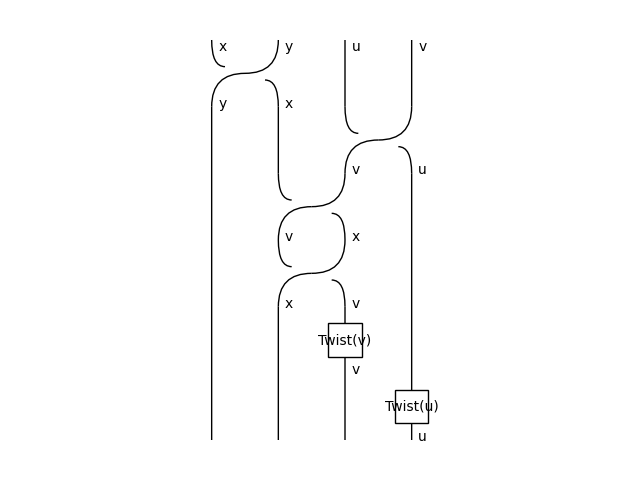 x y u v
y x
v u
v x
x v
Twist(v)
v
Twist(u)
u